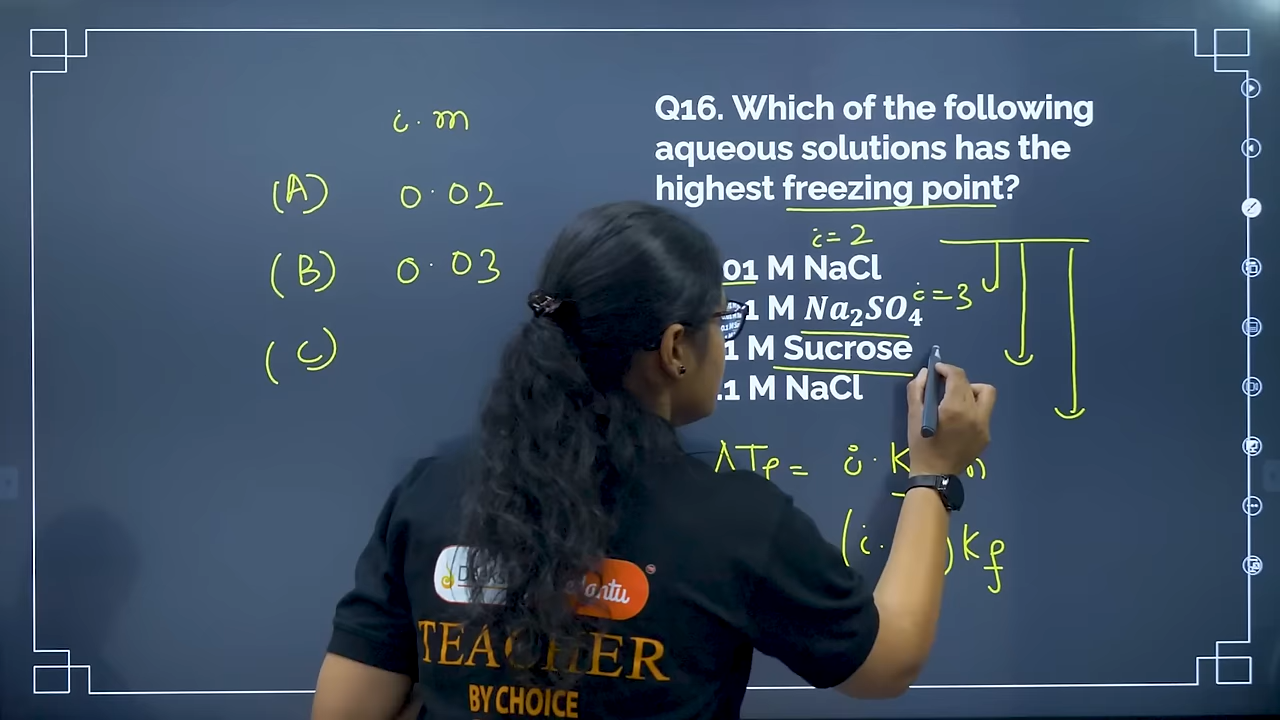 i.m
(A) 0.02
(B) 0.03
(C)
Q16. Which of the following
aqueous solutions has the
highest freezing point?
i=2
01 M NaCl
1 M Na₂SO₄ i=3
1 M Sucrose
.1 M NaCl
ΔTf = i.K
(i. )Kf
TEACHER
BY CHOICE